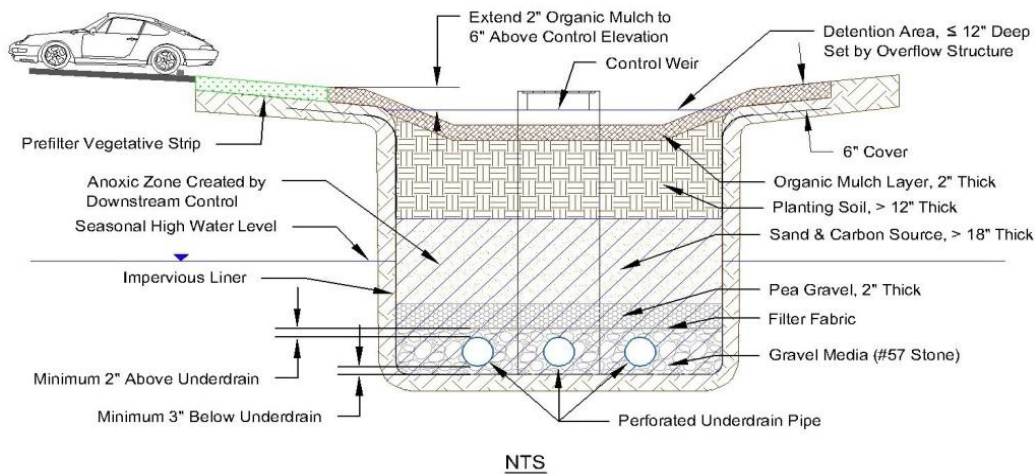 Extend 2" Organic Mulch to
6" Above Control Elevation
Detention Area, ≤ 12" Deep
Set by Overflow Structure
Control Weir
Prefilter Vegetative Strip
6" Cover
Anoxic Zone Created by
Downstream Control
Organic Mulch Layer, 2" Thick
Planting Soil, > 12" Thick
Seasonal High Water Level
Sand & Carbon Source, > 18" Thick
Impervious Liner
Pea Gravel, 2" Thick
Filter Fabric
Gravel Media (#57 Stone)
Minimum 2" Above Underdrain
Minimum 3" Below Underdrain
Perforated Underdrain Pipe
NTS